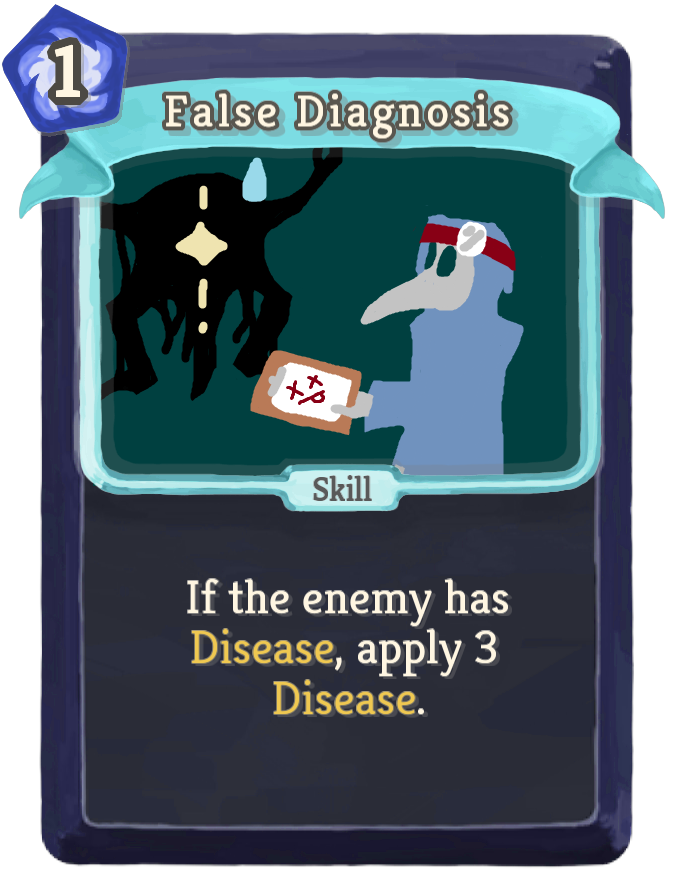 1
False Diagnosis
Skill
If the enemy has
Disease, apply 3
Disease.